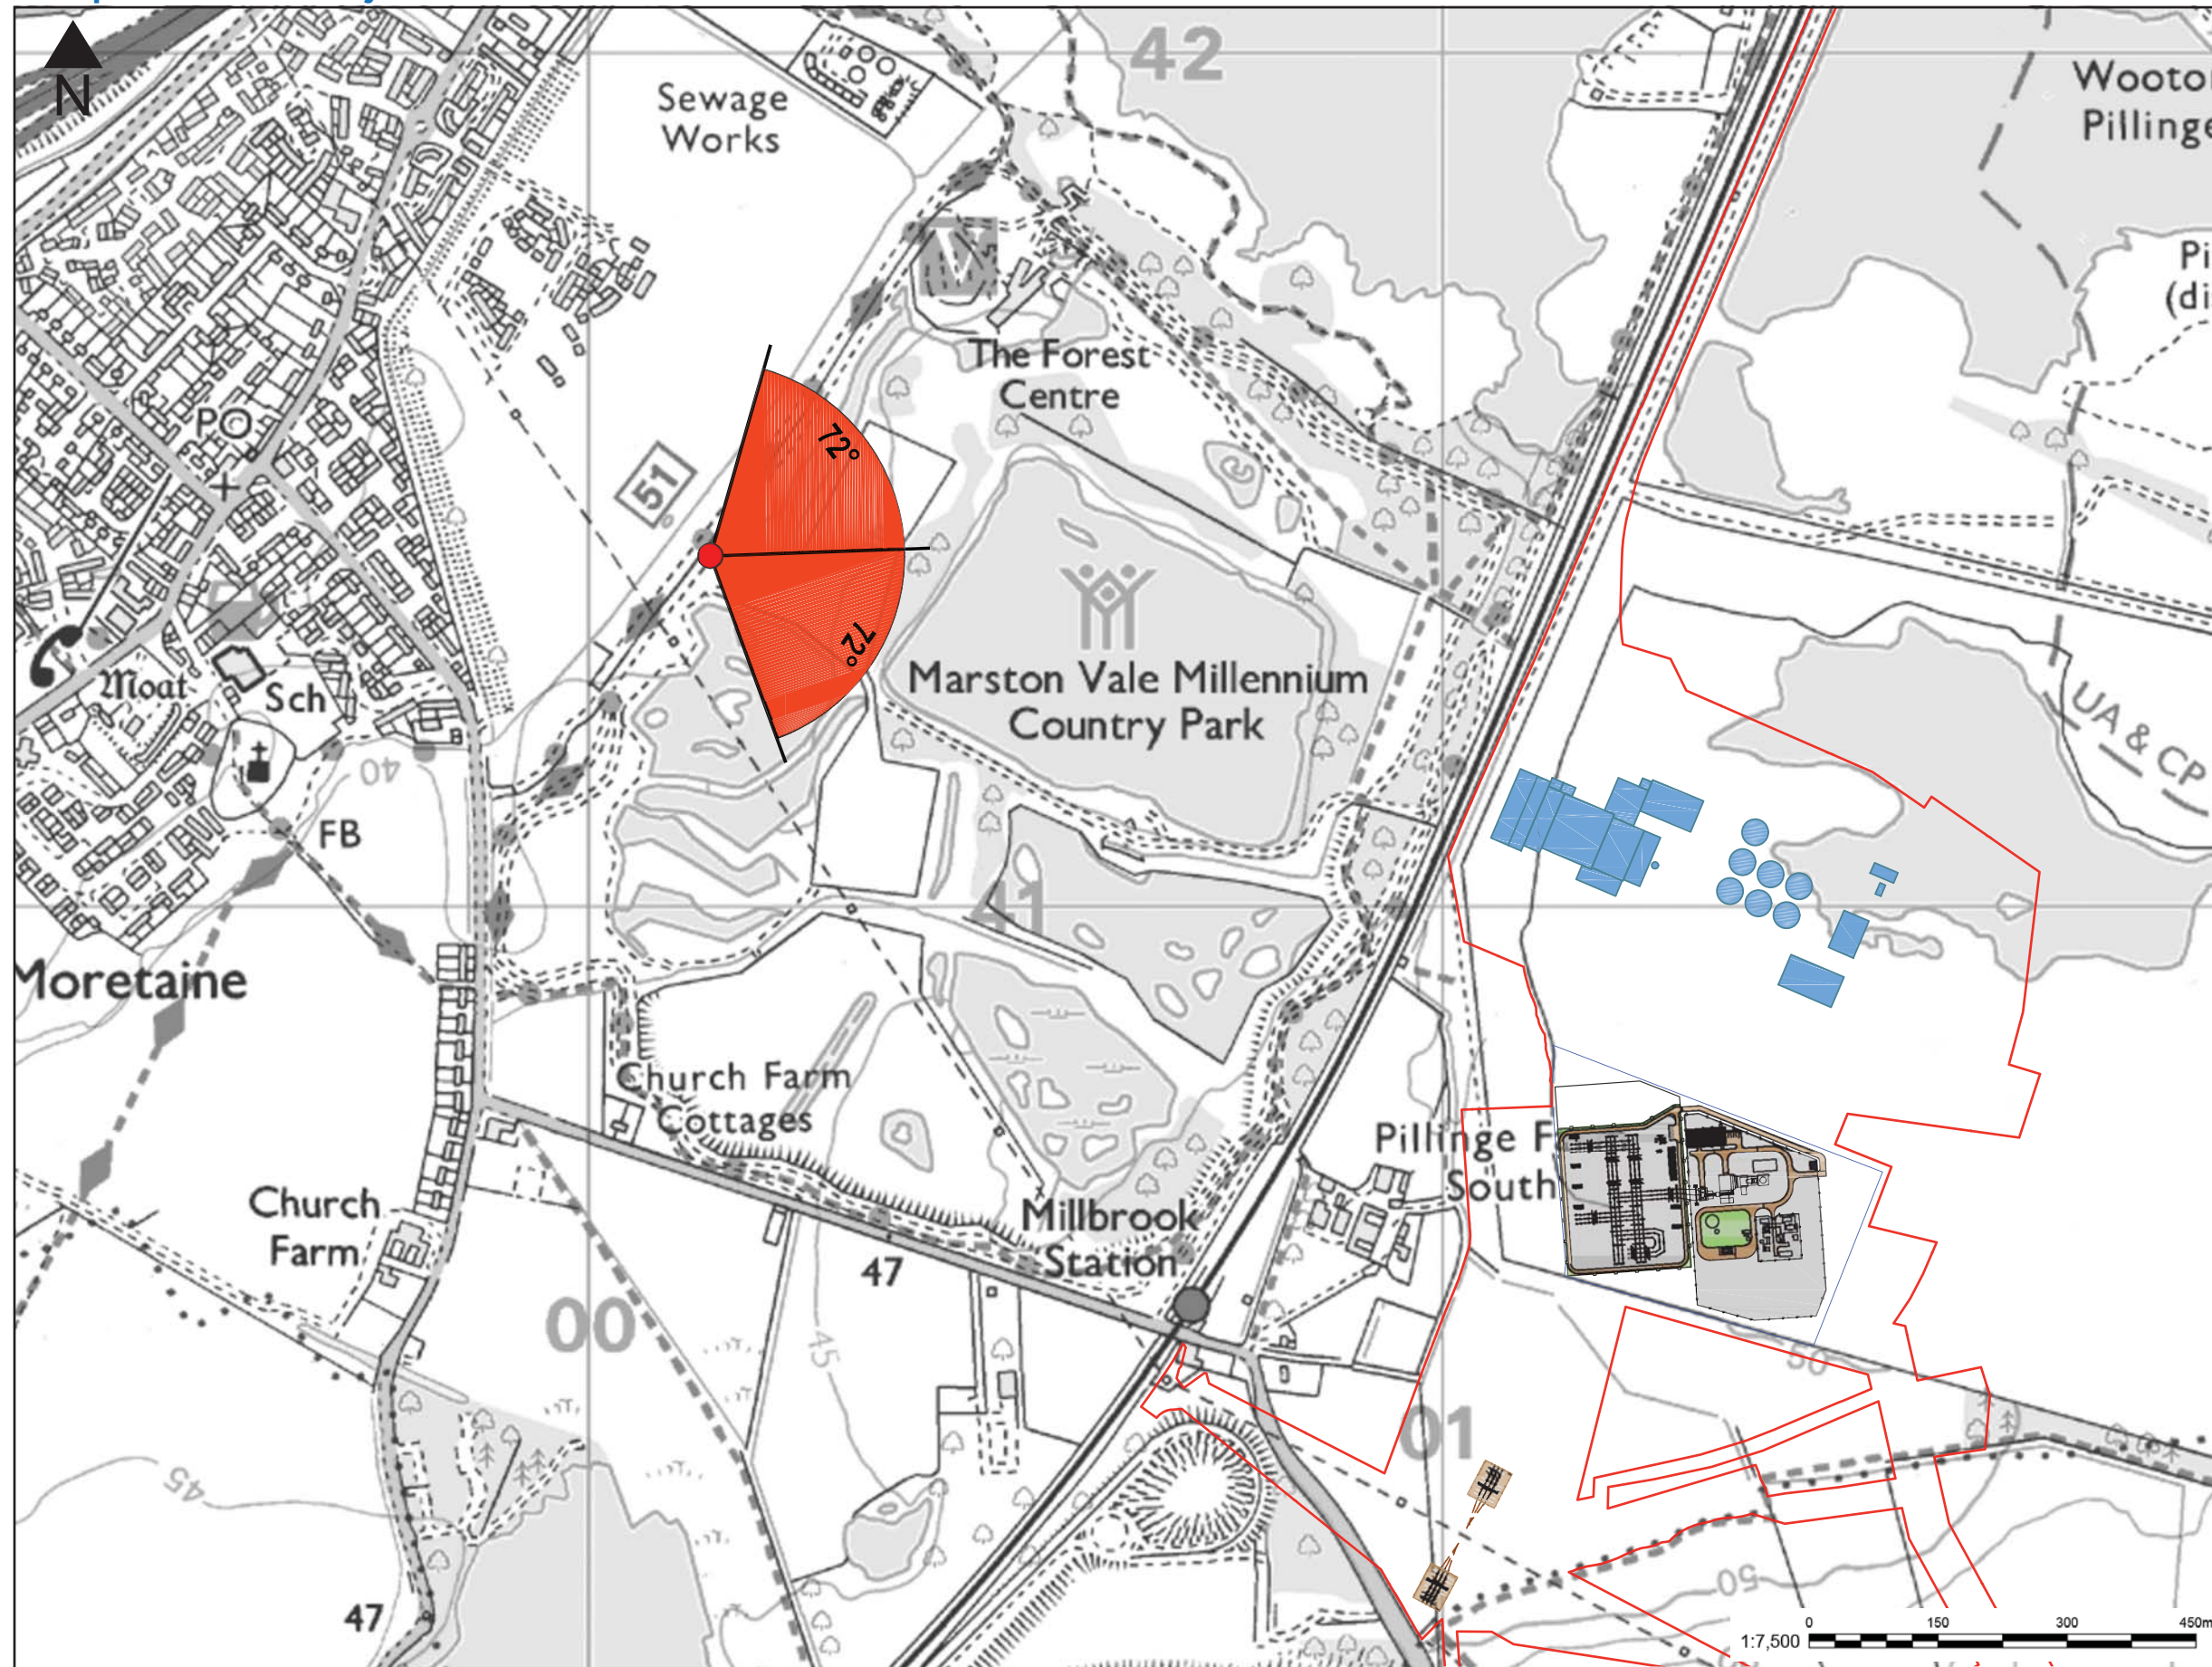 N
42
Sewage
Works
Wooto
Pillinge
V
Pi
(di
The Forest
Centre
72°
PO
51
72°
Marston Vale Millennium
Country Park
Moat
Sch
UA & CP
40
FB
41
Moretaine
Church Farm
Cottages
Pillinge F
South
Church
Farm
Millbrook
Station
47
00
45
50
01
45
50
47
1:7,500
0
150
300
450m